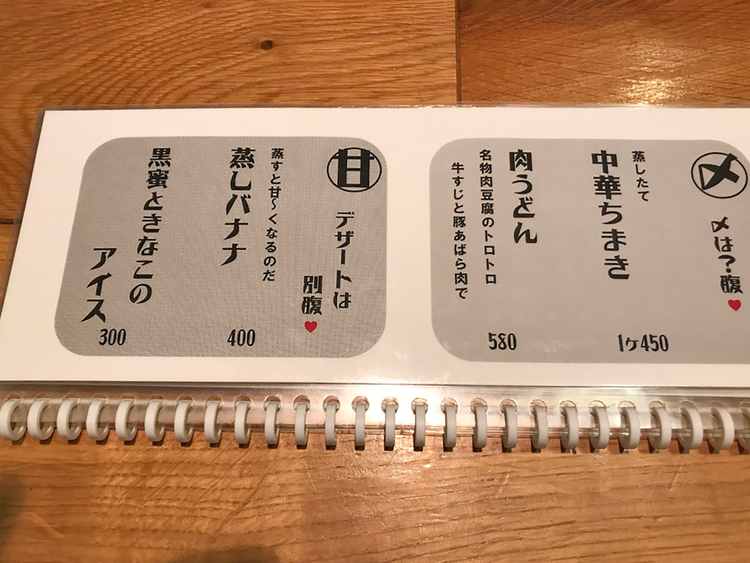 〆
〆は?腹♥
蒸したて
中華ちまき
1ヶ450
肉うどん
名物肉豆腐のトロトロ
牛すじと豚あばら肉で
580
甘
デザートは
別腹♥
蒸すと甘〜くなるのだ
蒸しバナナ
400
黒蜜ときなこの
アイス
300